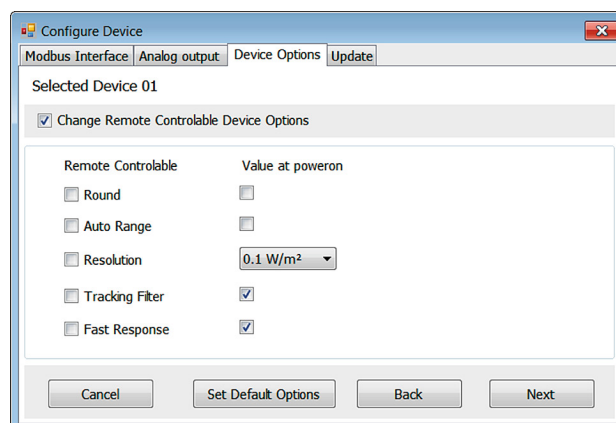 Configure Device
Modbus Interface Analog output Device Options Update
Selected Device 01
Change Remote Controlable Device Options
Remote Controlable Value at poweron
Round
Auto Range
Resolution 0.1 W/m²
Tracking Filter
Fast Response
Cancel Set Default Options Back Next